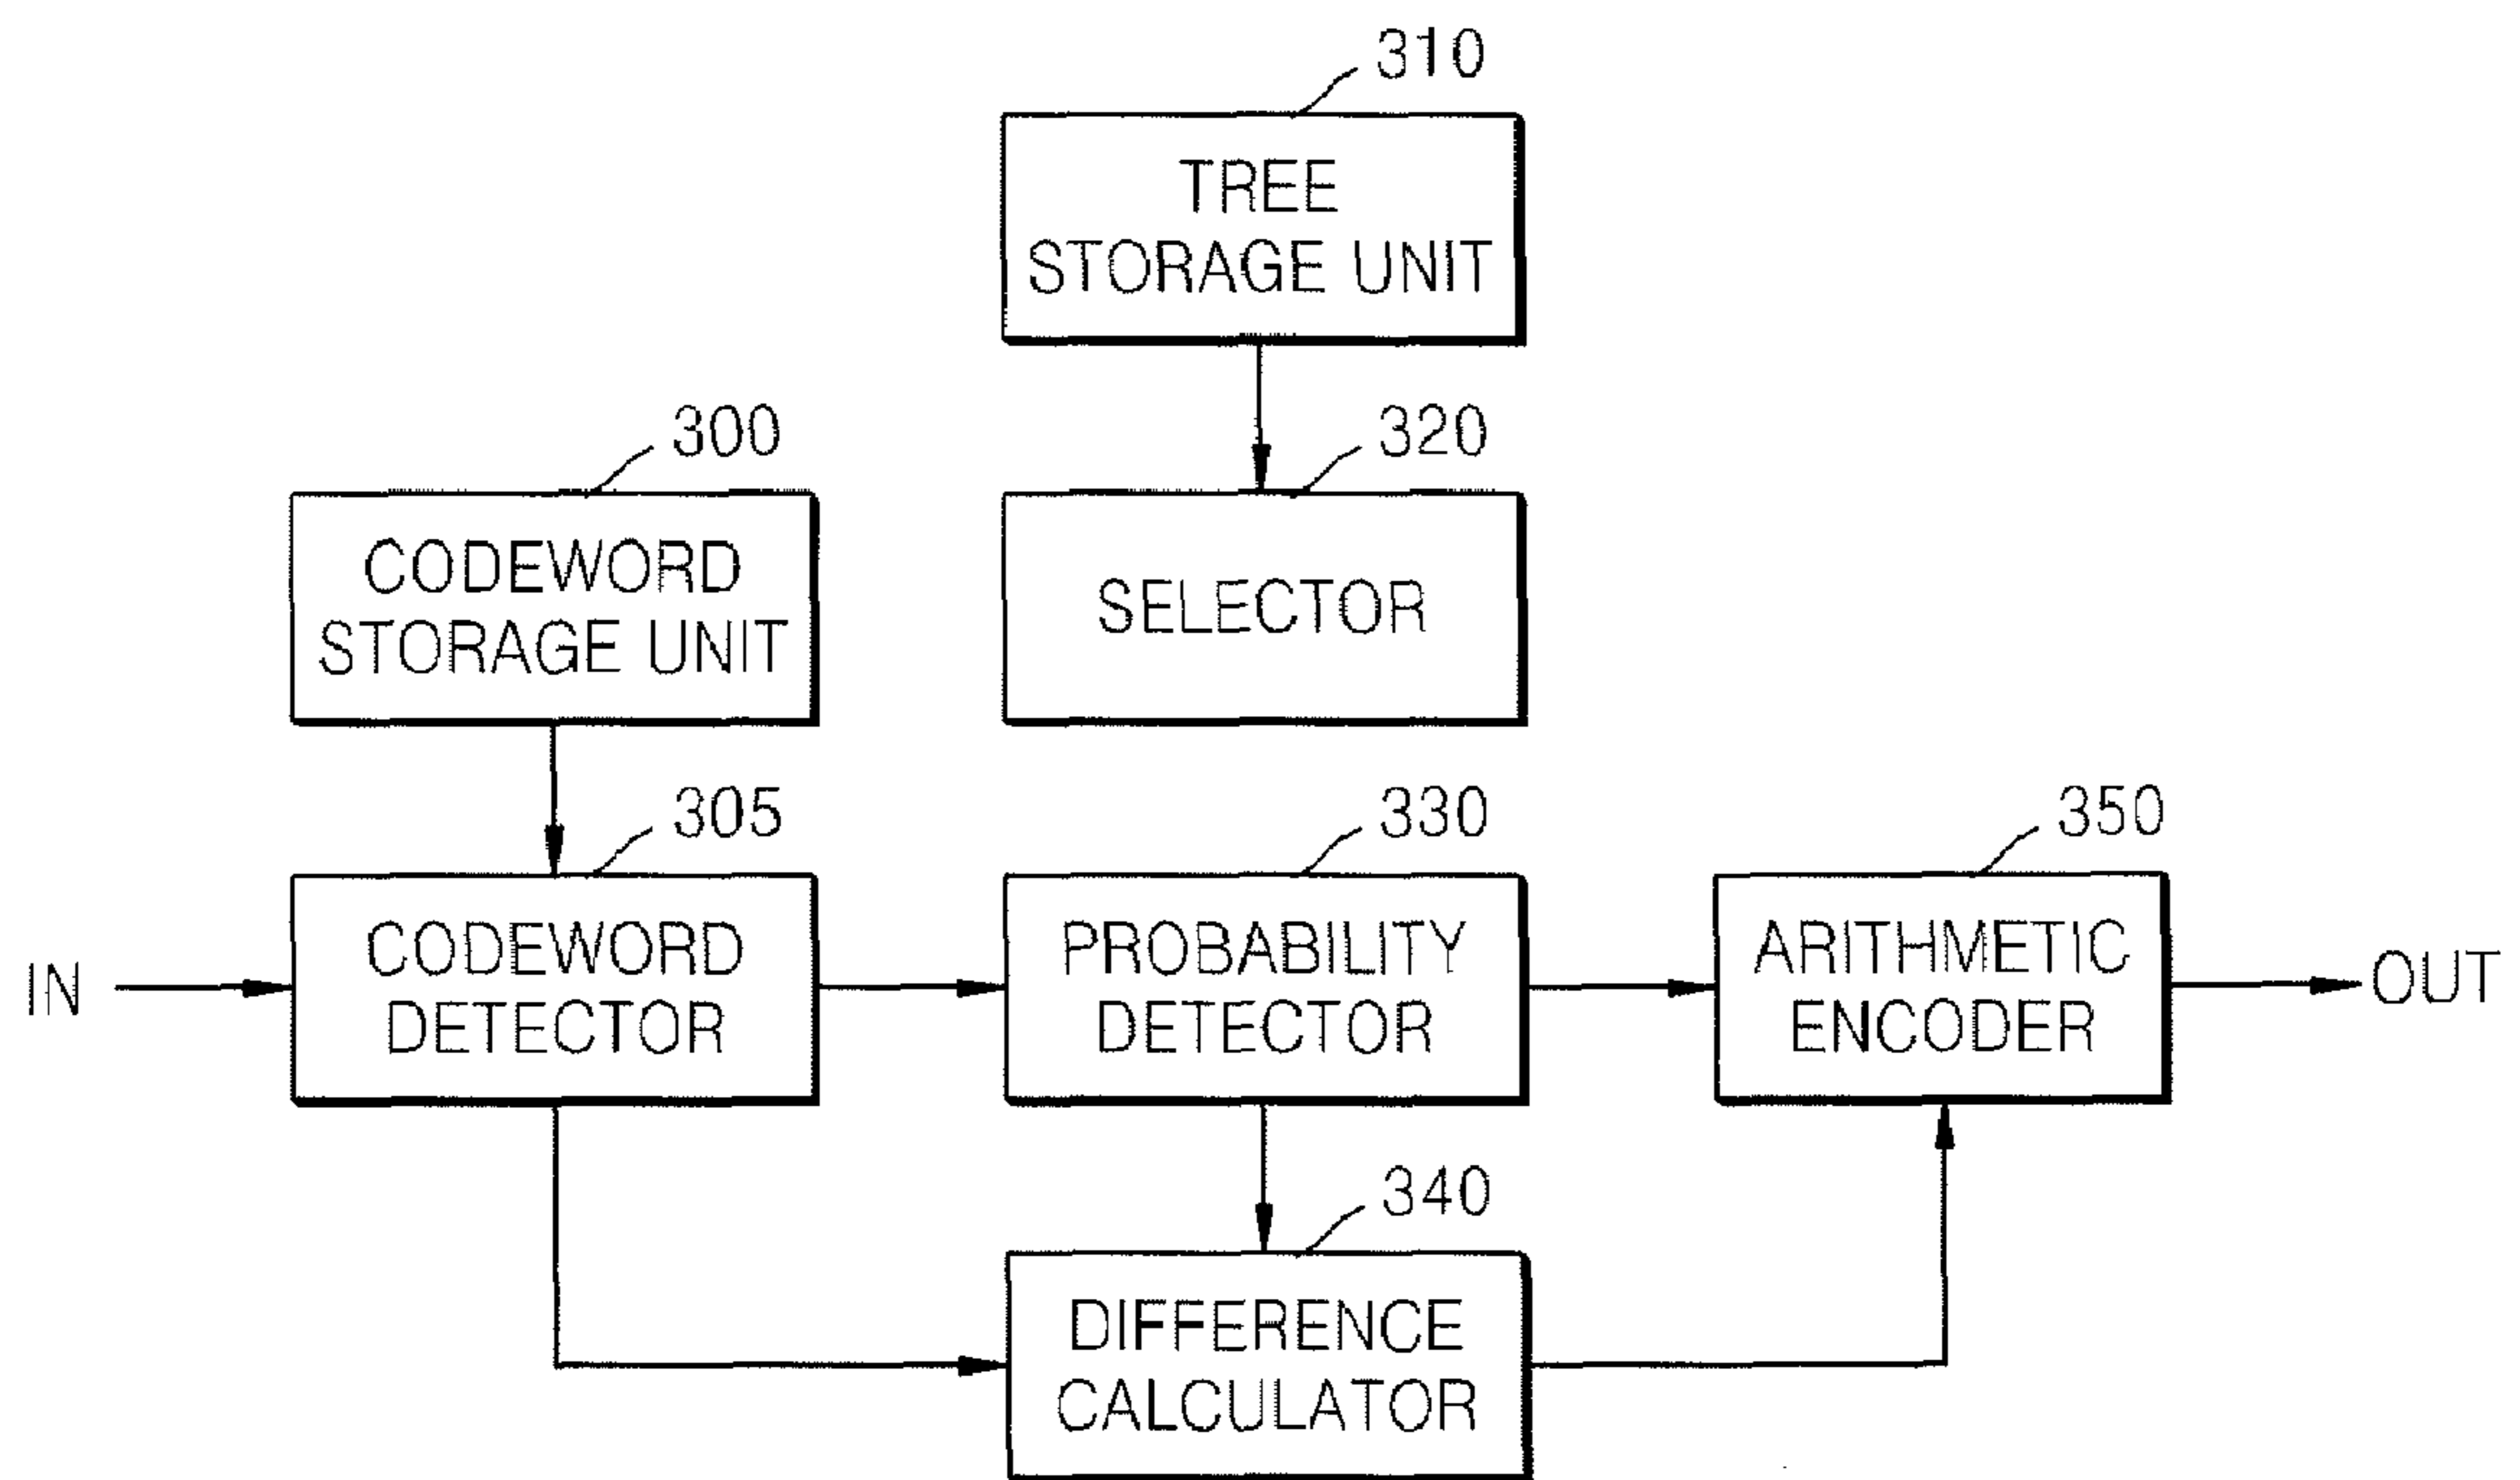 310
TREE
STORAGE UNIT
300
320
CODEWORD
STORAGE UNIT
SELECTOR
305
330
350
IN
CODEWORD
DETECTOR
PROBABILITY
DETECTOR
ARITHMETIC
ENCODER
OUT
340
DIFFERENCE
CALCULATOR